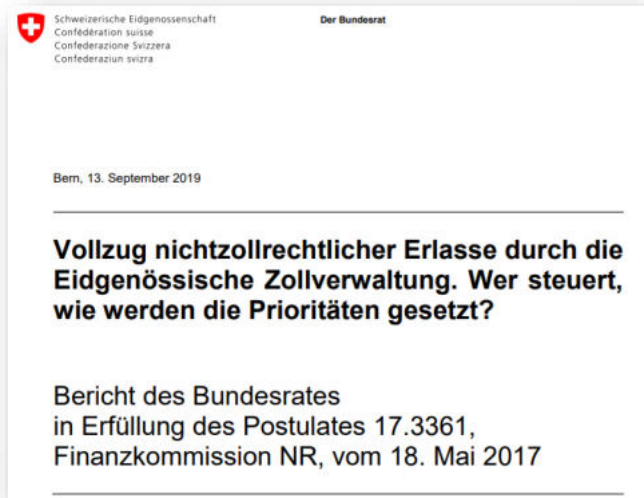 Schweizerische Eidgenossenschaft
Confédération suisse
Confederazione Svizzera
Confederaziun svizra
Der Bundesrat
Bern, 13. September 2019
Vollzug nichtzollrechtlicher Erlasse durch die
Eidgenössische Zollverwaltung. Wer steuert,
wie werden die Prioritäten gesetzt?
Bericht des Bundesrates
in Erfüllung des Postulates 17.3361,
Finanzkommission NR, vom 18. Mai 2017